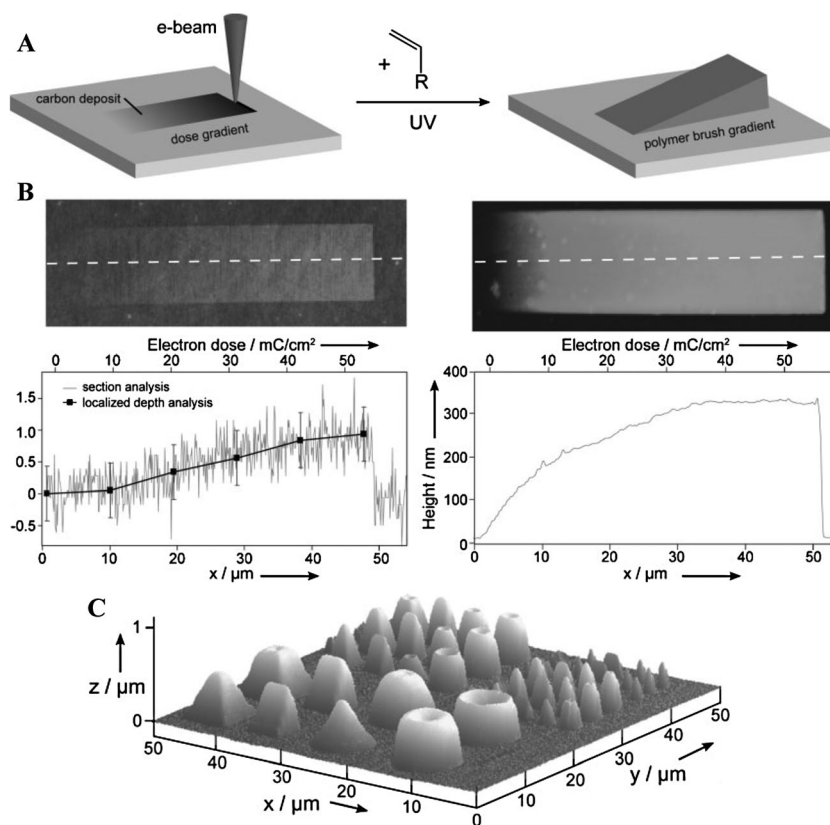 A
e-beam
carbon deposit
dose gradient
+
R
UV
polymer brush gradient
B
Electron dose / mC/cm²
0 10 20 30 40 50
section analysis
localized depth analysis
1.5
1.0
0.5
0
-0.5
0 10 20 30 40 50
x / µm
Electron dose / mC/cm²
0 10 20 30 40 50
Height / nm
400
300
200
100
0
0 10 20 30 40 50
x / µm
C
1
z / µm
0
50 40 30 20 10 0
x / µm
10 20 30 40 50
y / µm